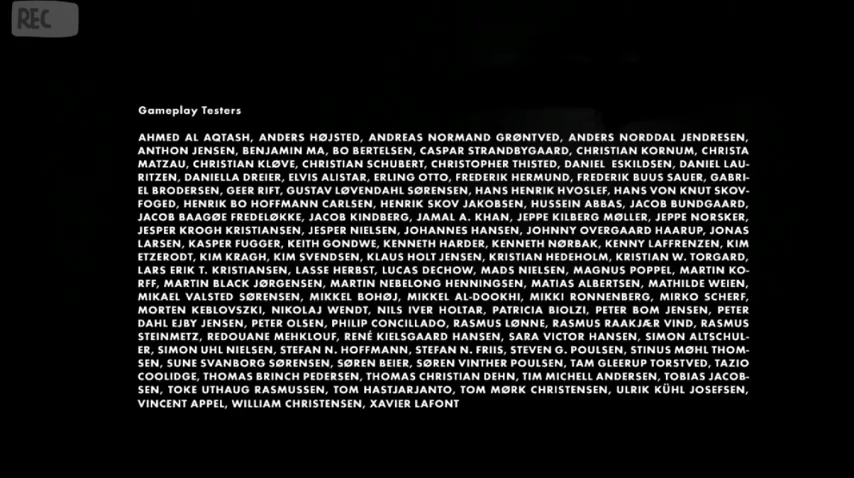 REC
Gameplay Testers
AHMED AL AQTASH, ANDERS HØJSTED, ANDREAS NORMAND GRØNTVED, ANDERS NORDDAL JENDRESEN,
ANTHON JENSEN, BENJAMIN MA, BO BERTELSEN, CASPAR STRANDBYGAARD, CHRISTIAN KORNUM, CHRISTA
MATZAU, CHRISTIAN KLØVE, CHRISTIAN SCHUBERT, CHRISTOPHER THISTED, DANIEL ESKILDSEN, DANIEL LAU-
RITZEN, DANIELLA DREIER, ELVIS ALISTAR, ERLING OTTO, FREDERIK HERMUND, FREDERIK BUUS SAUER, GABRI-
EL BRODERSEN, GEER RIFT, GUSTAV LØVENDAHL SØRENSEN, HANS HENRIK HVOSLEF, HANS VON KNUT SKOV-
FOGED, HENRIK BO HOFFMANN CARLSEN, HENRIK SKOV JAKOBSEN, HUSSEIN ABBAS, JACOB BUNDGAARD,
JACOB BAAGØE FREDELØKKE, JACOB KINDBERG, JAMAL A. KHAN, JEPPE KILBERG MØLLER, JEPPE NORSKER,
JESPER KROGH KRISTIANSEN, JESPER NIELSEN, JOHANNES HANSEN, JOHNNY OVERGAARD HAARUP, JONAS
LARSEN, KASPER FUGGER, KEITH GONDWE, KENNETH HARDER, KENNETH NØRBAK, KENNY LAFFRENZEN, KIM
ETZERODT, KIM KRAGH, KIM SVENDSEN, KLAUS HOLT JENSEN, KRISTIAN HEDEHOLM, KRISTIAN W. TORGARD,
LARS ERIK T. KRISTIANSEN, LASSE HERBST, LUCAS DECHOW, MADS NIELSEN, MAGNUS POPPEL, MARTIN KO-
RFF, MARTIN BLACK JØRGENSEN, MARTIN NEBELONG HENNINGSEN, MATIAS ALBERTSEN, MATHILDE WEIEN,
MIKAEL VALSTED SØRENSEN, MIKKEL BOHØJ, MIKKEL AL-DOOKHI, MIKKI RONNENBERG, MIRKO SCHERF,
MORTEN KEBLOVSZKI, NIKOLAJ WENDT, NILS IVER HOLTAR, PATRICIA BIOLZI, PETER BOM JENSEN, PETER
DAHL EJBY JENSEN, PETER OLSEN, PHILIP CONCILLADO, RASMUS LØNNE, RASMUS RAAKJÆR VIND, RASMUS
STEINMETZ, REDOUANE MEHKLOUF, RENÉ KIELSGAARD HANSEN, SARA VICTOR HANSEN, SIMON ALTSCHUL-
ER, SIMON UHL NIELSEN, STEFAN N. HOFFMANN, STEFAN N. FRIIS, STEVEN G. POULSEN, STINUS MØHL THOM-
SEN, SUNE SVANBORG SØRENSEN, SØREN BEIER, SØREN VINTHER POULSEN, TAM GLEERUP TORSTVED, TAZIO
COOLIDGE, THOMAS BRINCH PEDERSEN, THOMAS CHRISTIAN DEHN, TIM MICHELL ANDERSEN, TOBIAS JACOB-
SEN, TOKE UTHAUG RASMUSSEN, TOM HASTJARJANTO, TOM MØRK CHRISTENSEN, ULRIK KÜHL JOSEFSEN,
VINCENT APPEL, WILLIAM CHRISTENSEN, XAVIER LAFONT